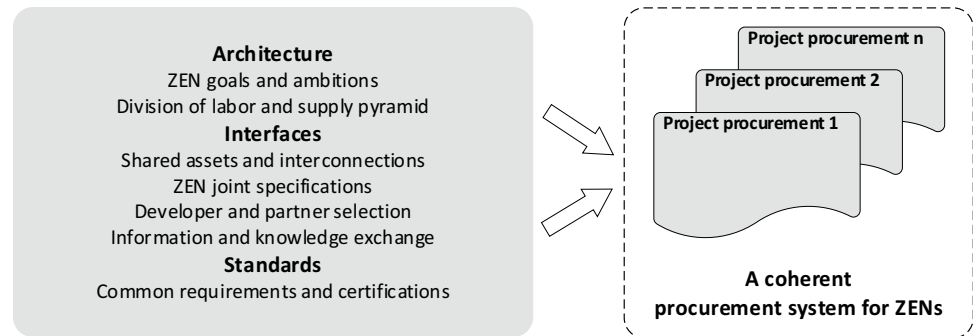 Architecture
ZEN goals and ambitions
Division of labor and supply pyramid
Interfaces
Shared assets and interconnections
ZEN joint specifications
Developer and partner selection
Information and knowledge exchange
Standards
Common requirements and certifications
Project procurement n
Project procurement 2
Project procurement 1
A coherent
procurement system for ZENs